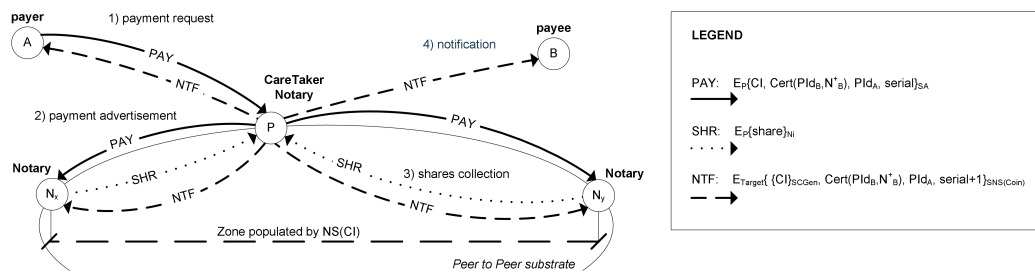 payer
1) payment request
A
PAY
NTF
4) notification
payee
B
NTF
CareTaker
Notary
P
2) payment advertisement
PAY
PAY
Notary
Nx
SHR
NTF
SHR
3) shares collection
NTF
Notary
Ny
Zone populated by NS(CI)
Peer to Peer substrate
LEGEND
PAY: EP{CI, Cert(PIdB,N+B), PIdA, serial}SA
SHR: EP{share}Ni
NTF: ETarget{ {CI}SCGen, Cert(PIdB,N+B), PIdA, serial+1}SNS(Coin)